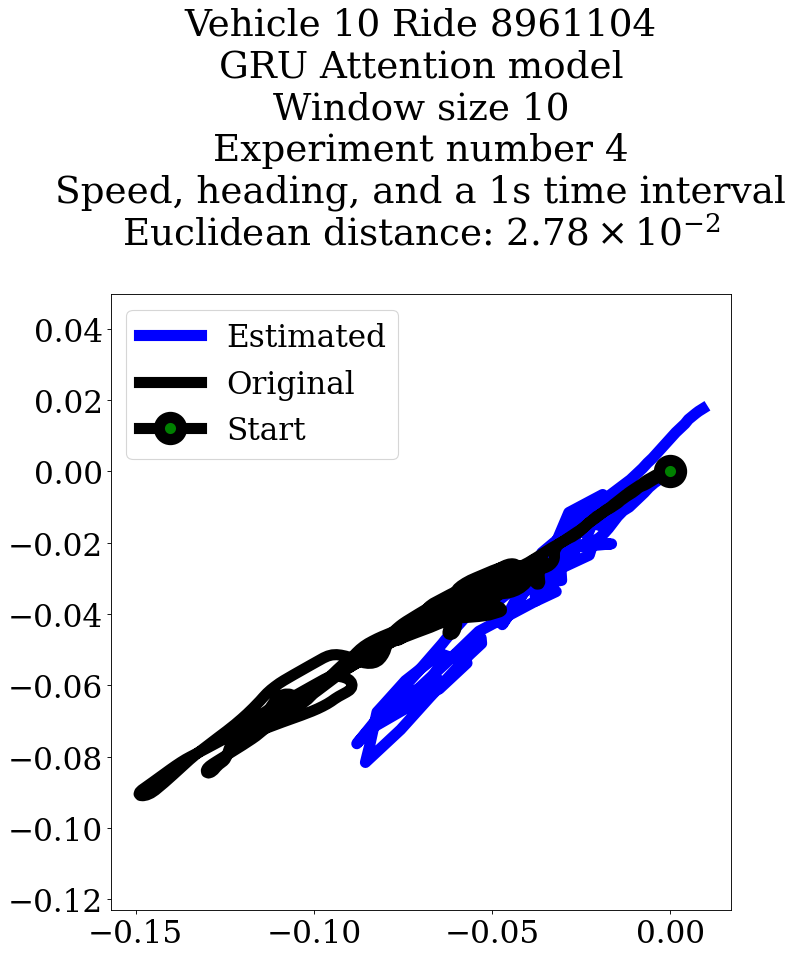 Vehicle 10 Ride 8961104
GRU Attention model
Window size 10
Experiment number 4
Speed, heading, and a 1s time interval
Euclidean distance: 2.78 × 10⁻²
Estimated
Original
Start
0.04
0.02
0.00
−0.02
−0.04
−0.06
−0.08
−0.10
−0.12
−0.15 −0.10 −0.05 0.00